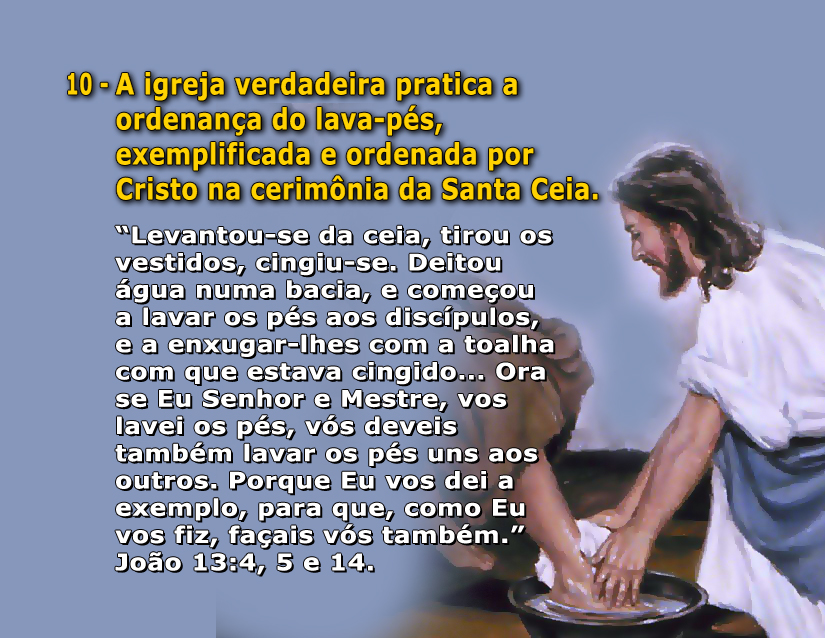 10 - A igreja verdadeira pratica a
ordenança do lava-pés,
exemplificada e ordenada por
Cristo na cerimônia da Santa Ceia.
“Levantou-se da ceia, tirou os
vestidos, cingiu-se. Deitou
água numa bacia, e começou
a lavar os pés aos discípulos,
e a enxugar-lhes com a toalha
com que estava cingido... Ora
se Eu Senhor e Mestre, vos
lavei os pés, vós deveis
também lavar os pés uns aos
outros. Porque Eu vos dei a
exemplo, para que, como Eu
vos fiz, façais vós também.”
João 13:4, 5 e 14.